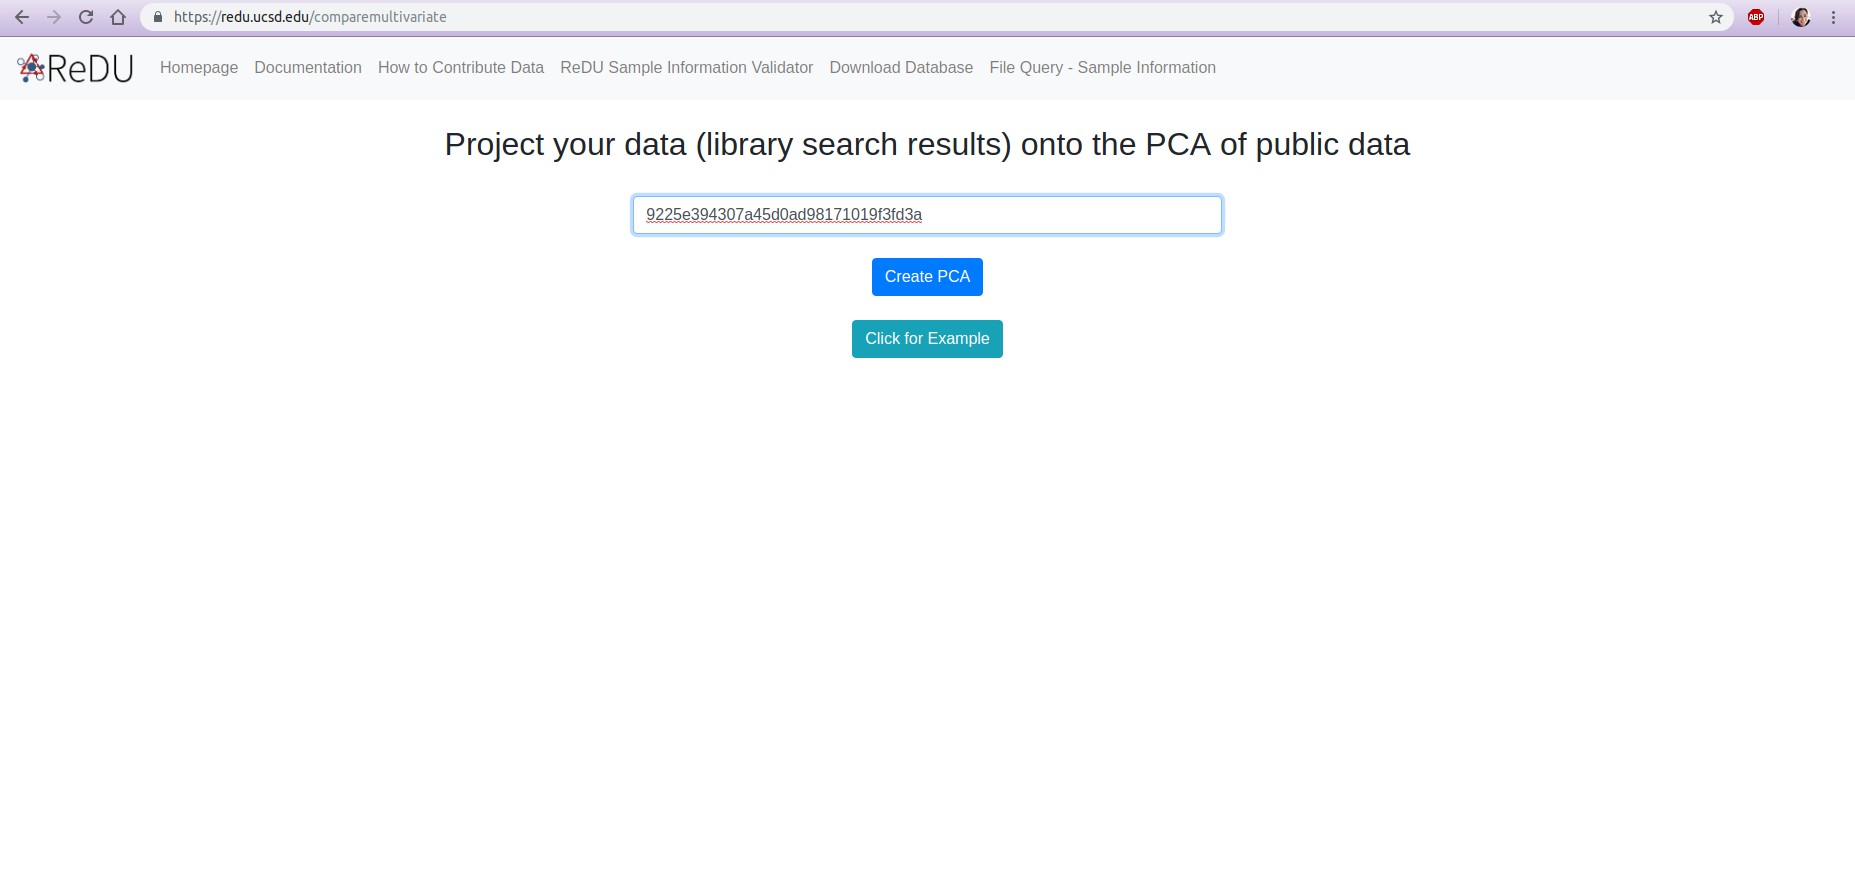 https://redu.ucsd.edu/comparemultivariate
ABP
ReDU Homepage Documentation How to Contribute Data ReDU Sample Information Validator Download Database File Query - Sample Information
Project your data (library search results) onto the PCA of public data
9225e394307a45d0ad98171019f3fd3a
Create PCA
Click for Example